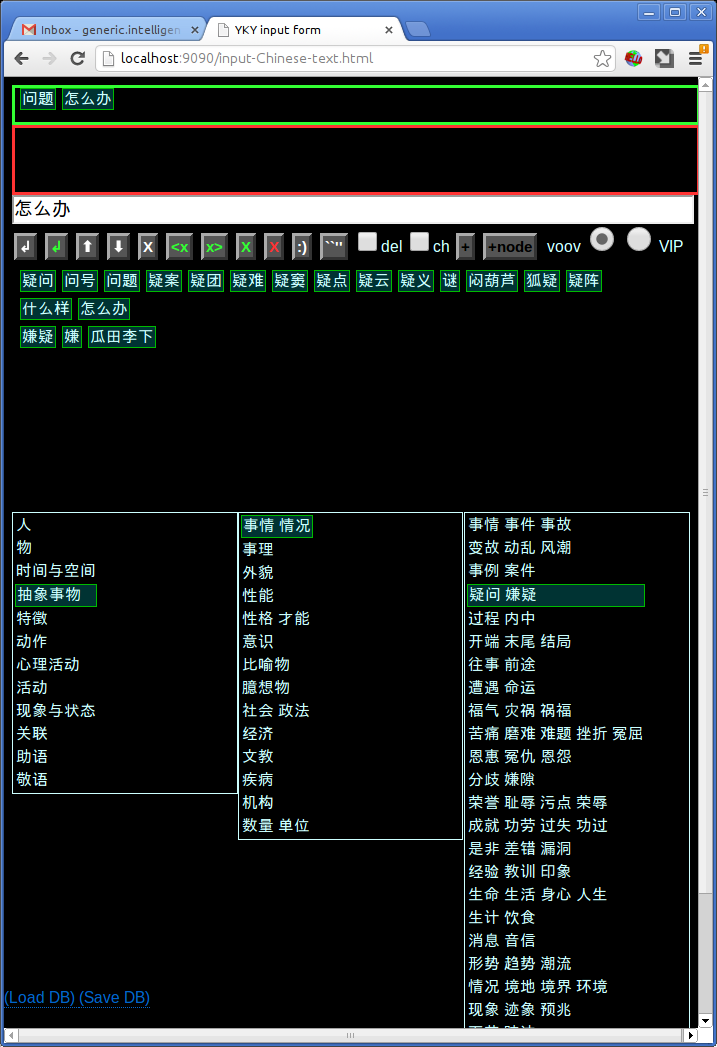 Inbox - generic.intelligen
YKY input form
localhost:9090/input-Chinese-text.html
问题 怎么办
怎么办
↲ ↲ ⬆ ⬇ X <x x> X X :) ``'' del ch + +node voov VIP
疑问 问号 问题 疑案 疑团 疑难 疑窦 疑点 疑云 疑义 谜 闷葫芦 狐疑 疑阵
什么样 怎么办
嫌疑 嫌 瓜田李下
人
物
时间与空间
抽象事物
特徵
动作
心理活动
活动
现象与状态
关联
助语
敬语
事情 情况
事理
外貌
性能
性格 才能
意识
比喻物
臆想物
社会 政法
经济
文教
疾病
机构
数量 单位
事情 事件 事故
变故 动乱 风潮
事例 案件
疑问 嫌疑
过程 内中
开端 末尾 结局
往事 前途
遭遇 命运
福气 灾祸 祸福
苦痛 磨难 难题 挫折 冤屈
恩惠 冤仇 恩怨
分歧 嫌隙
荣誉 耻辱 污点 荣辱
成就 功劳 过失 功过
是非 差错 漏洞
经验 教训 印象
生命 生活 身心 人生
生计 饮食
消息 音信
形势 趋势 潮流
情况 境地 境界 环境
现象 迹象 预兆
(Load DB) (Save DB)